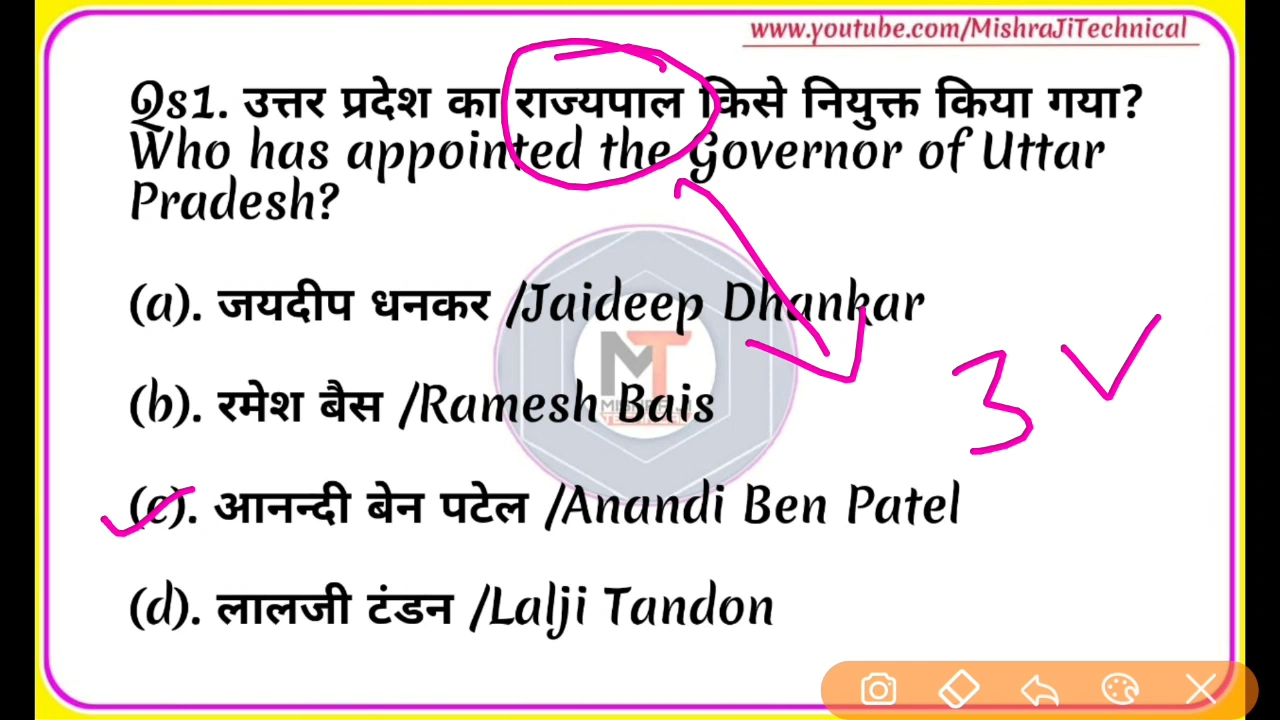 www.youtube.com/MishraJiTechnical
Qs1. उत्तर प्रदेश का राज्यपाल किसे नियुक्त किया गया?
Who has appointed the Governor of Uttar
Pradesh?
(a). जयदीप धनकर /Jaideep Dhankar
(b). रमेश बैस /Ramesh Bais
3
(c). आनन्दी बेन पटेल /Anandi Ben Patel
(d). लालजी टंडन /Lalji Tandon